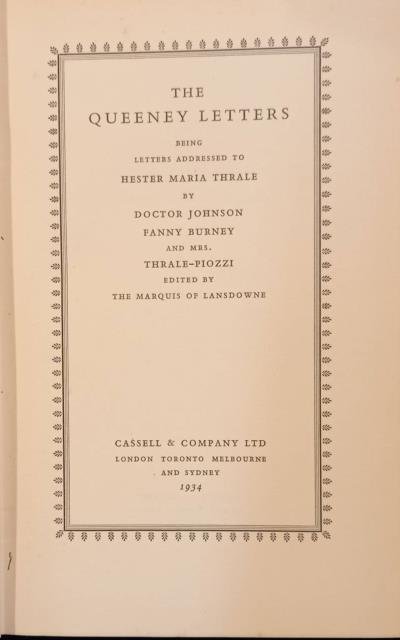 THE
QUEENEY LETTERS
BEING
LETTERS ADDRESSED TO
HESTER MARIA THRALE
BY
DOCTOR JOHNSON
FANNY BURNEY
AND MRS.
THRALE-PIOZZI
EDITED BY
THE MARQUIS OF LANSDOWNE
CASSELL & COMPANY LTD
LONDON TORONTO MELBOURNE
AND SYDNEY
1934